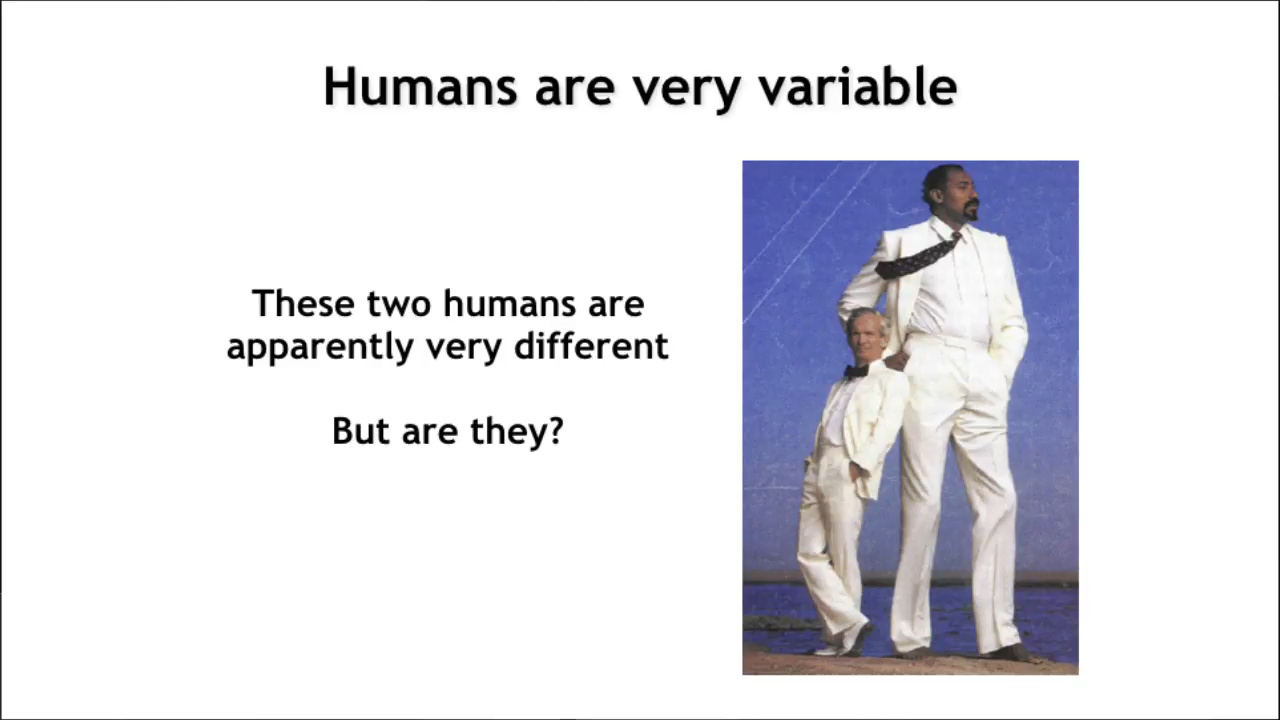 Humans are very variable
These two humans are
apparently very different
But are they?